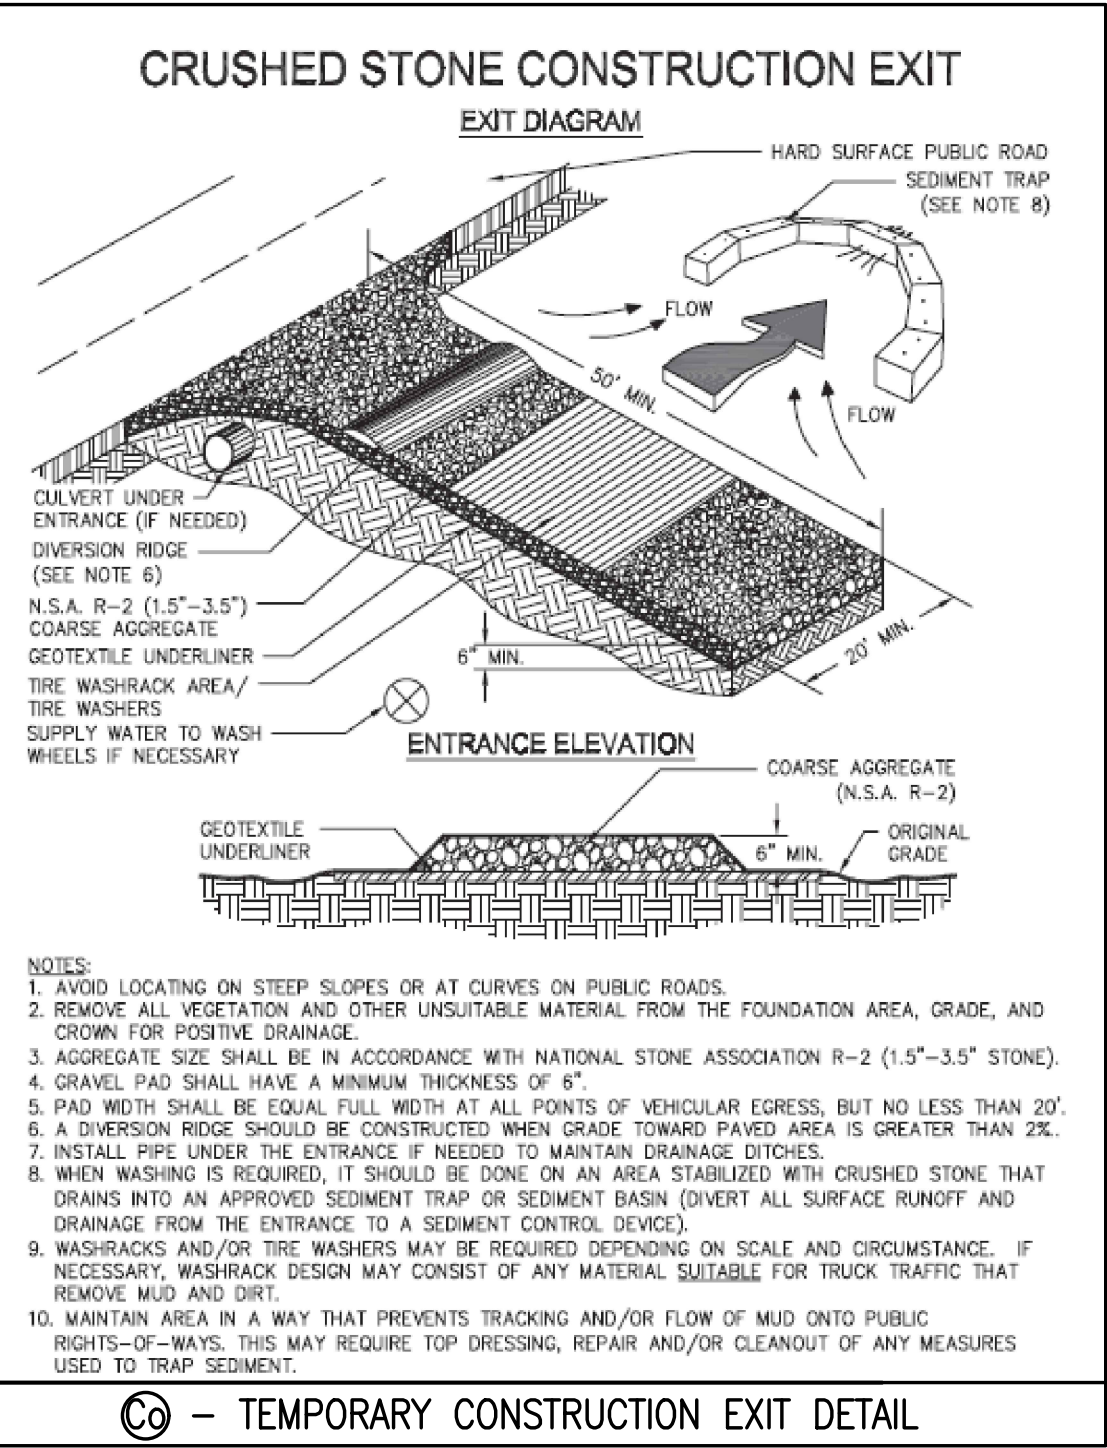 CRUSHED STONE CONSTRUCTION EXIT
EXIT DIAGRAM
HARD SURFACE PUBLIC ROAD
SEDIMENT TRAP
(SEE NOTE 8)
FLOW
50' MIN.
FLOW
CULVERT UNDER
ENTRANCE (IF NEEDED)
DIVERSION RIDGE
(SEE NOTE 6)
N.S.A. R-2 (1.5"-3.5")
COARSE AGGREGATE
GEOTEXTILE UNDERLINER
TIRE WASHRACK AREA/
TIRE WASHERS
SUPPLY WATER TO WASH
WHEELS IF NECESSARY
6" MIN.
20' MIN.
ENTRANCE ELEVATION
COARSE AGGREGATE
(N.S.A. R-2)
GEOTEXTILE
UNDERLINER
6" MIN.
ORIGINAL
GRADE
NOTES:
1. AVOID LOCATING ON STEEP SLOPES OR AT CURVES ON PUBLIC ROADS.
2. REMOVE ALL VEGETATION AND OTHER UNSUITABLE MATERIAL FROM THE FOUNDATION AREA, GRADE, AND
CROWN FOR POSITIVE DRAINAGE.
3. AGGREGATE SIZE SHALL BE IN ACCORDANCE WITH NATIONAL STONE ASSOCIATION R-2 (1.5"-3.5" STONE).
4. GRAVEL PAD SHALL HAVE A MINIMUM THICKNESS OF 6".
5. PAD WIDTH SHALL BE EQUAL FULL WIDTH AT ALL POINTS OF VEHICULAR EGRESS, BUT NO LESS THAN 20'.
6. A DIVERSION RIDGE SHOULD BE CONSTRUCTED WHEN GRADE TOWARD PAVED AREA IS GREATER THAN 2%.
7. INSTALL PIPE UNDER THE ENTRANCE IF NEEDED TO MAINTAIN DRAINAGE DITCHES.
8. WHEN WASHING IS REQUIRED, IT SHOULD BE DONE ON AN AREA STABILIZED WITH CRUSHED STONE THAT
DRAINS INTO AN APPROVED SEDIMENT TRAP OR SEDIMENT BASIN (DIVERT ALL SURFACE RUNOFF AND
DRAINAGE FROM THE ENTRANCE TO A SEDIMENT CONTROL DEVICE).
9. WASHRACKS AND/OR TIRE WASHERS MAY BE REQUIRED DEPENDING ON SCALE AND CIRCUMSTANCE. IF
NECESSARY, WASHRACK DESIGN MAY CONSIST OF ANY MATERIAL SUITABLE FOR TRUCK TRAFFIC THAT
REMOVE MUD AND DIRT.
10. MAINTAIN AREA IN A WAY THAT PREVENTS TRACKING AND/OR FLOW OF MUD ONTO PUBLIC
RIGHTS-OF-WAYS. THIS MAY REQUIRE TOP DRESSING, REPAIR AND/OR CLEANOUT OF ANY MEASURES
USED TO TRAP SEDIMENT.
Co - TEMPORARY CONSTRUCTION EXIT DETAIL